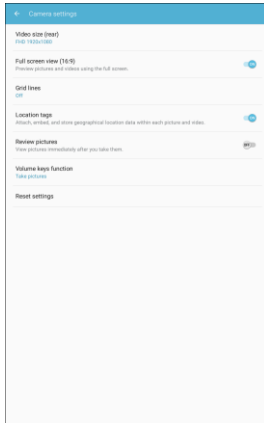 Camera settings
Video size (rear)
FHD 1920x1080
Full screen view (16:9)
Preview pictures and videos using the full screen.
ON
Grid lines
Off
Location tags
Attach, embed, and store geographical location data within each picture and video.
ON
Review pictures
View pictures immediately after you take them.
OFF
Volume keys function
Take pictures
Reset settings